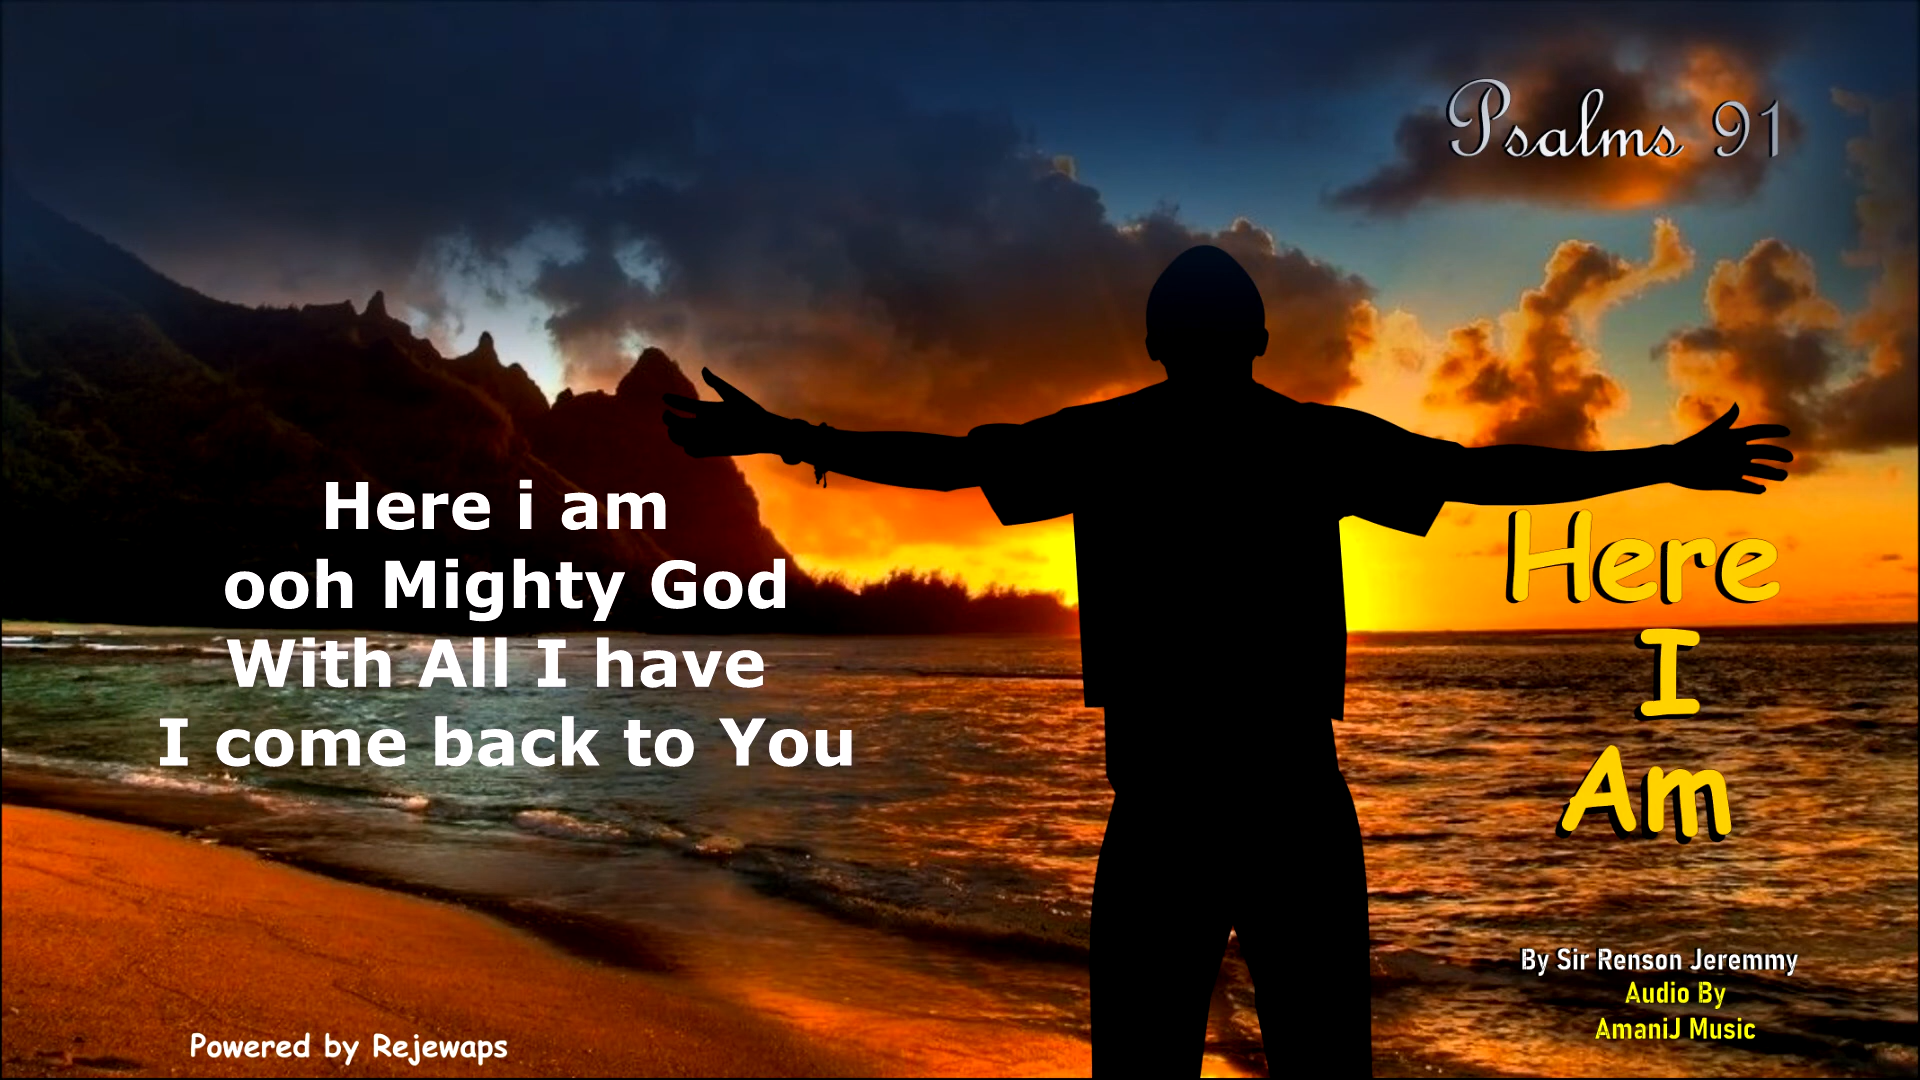 Psalms 91
Here i am
ooh Mighty God
With All I have
I come back to You
Here
I
Am
By Sir Renson Jeremmy
Audio By
AmaniJ Music
Powered by Rejewaps